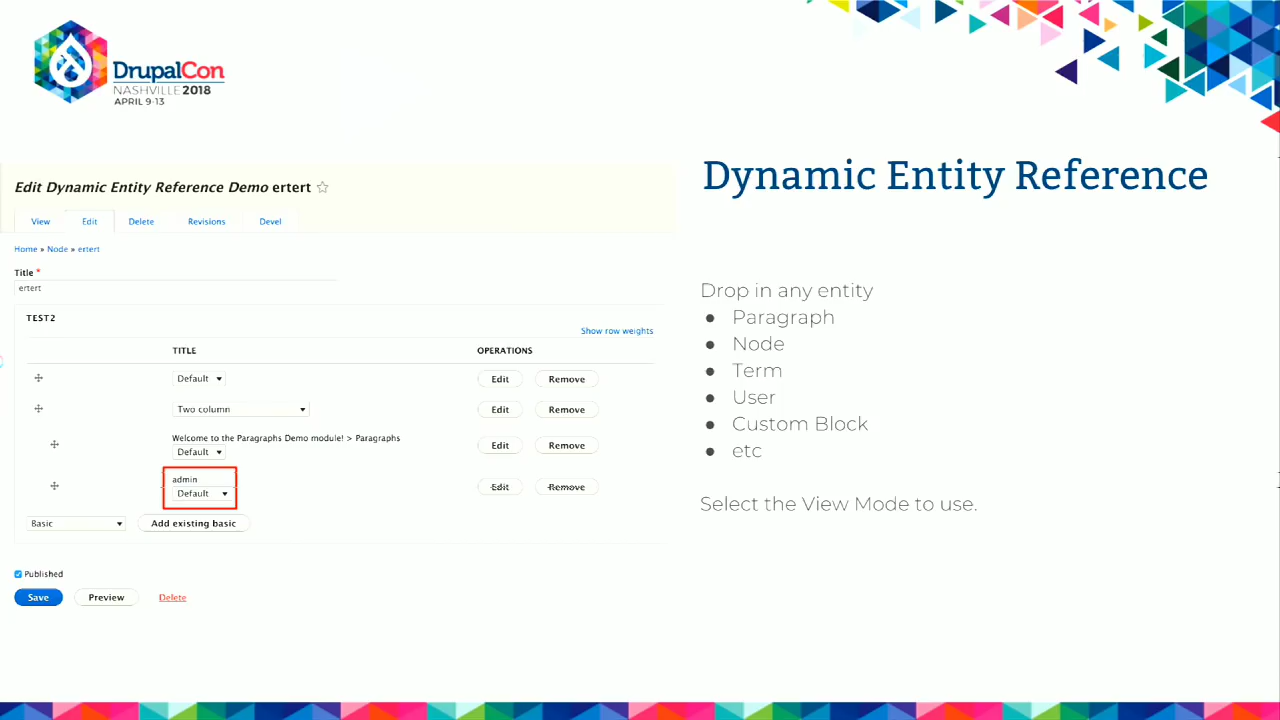 DrupalCon
NASHVILLE 2018
APRIL 9-13
Dynamic Entity Reference
Edit Dynamic Entity Reference Demo ertert
View Edit Delete Revisions Devel
Home » Node » ertert
Title *
ertert
TEST2
Show row weights
TITLE OPERATIONS
Default Edit Remove
Two column Edit Remove
Welcome to the Paragraphs Demo module! > Paragraphs
Default Edit Remove
admin
Default Edit Remove
Basic Add existing basic
Published
Save Preview Delete
Drop in any entity
● Paragraph
● Node
● Term
● User
● Custom Block
● etc
Select the View Mode to use.